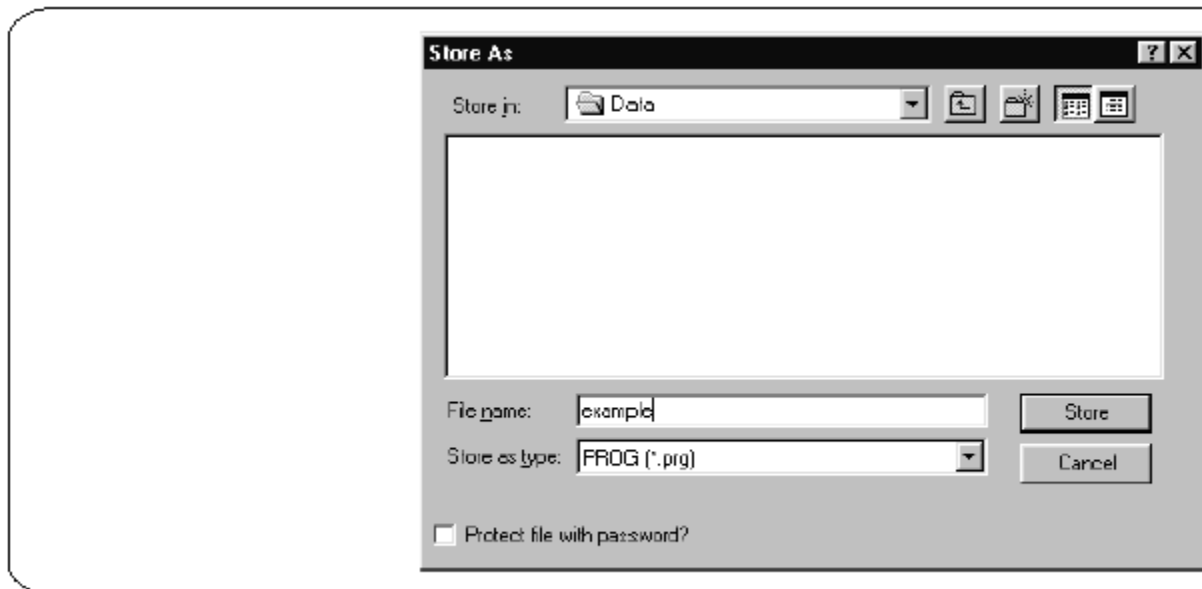 Store As
Store in: Data
File name: example
Store
Store as type: PROG (*.prg)
Cancel
Protect file with password?